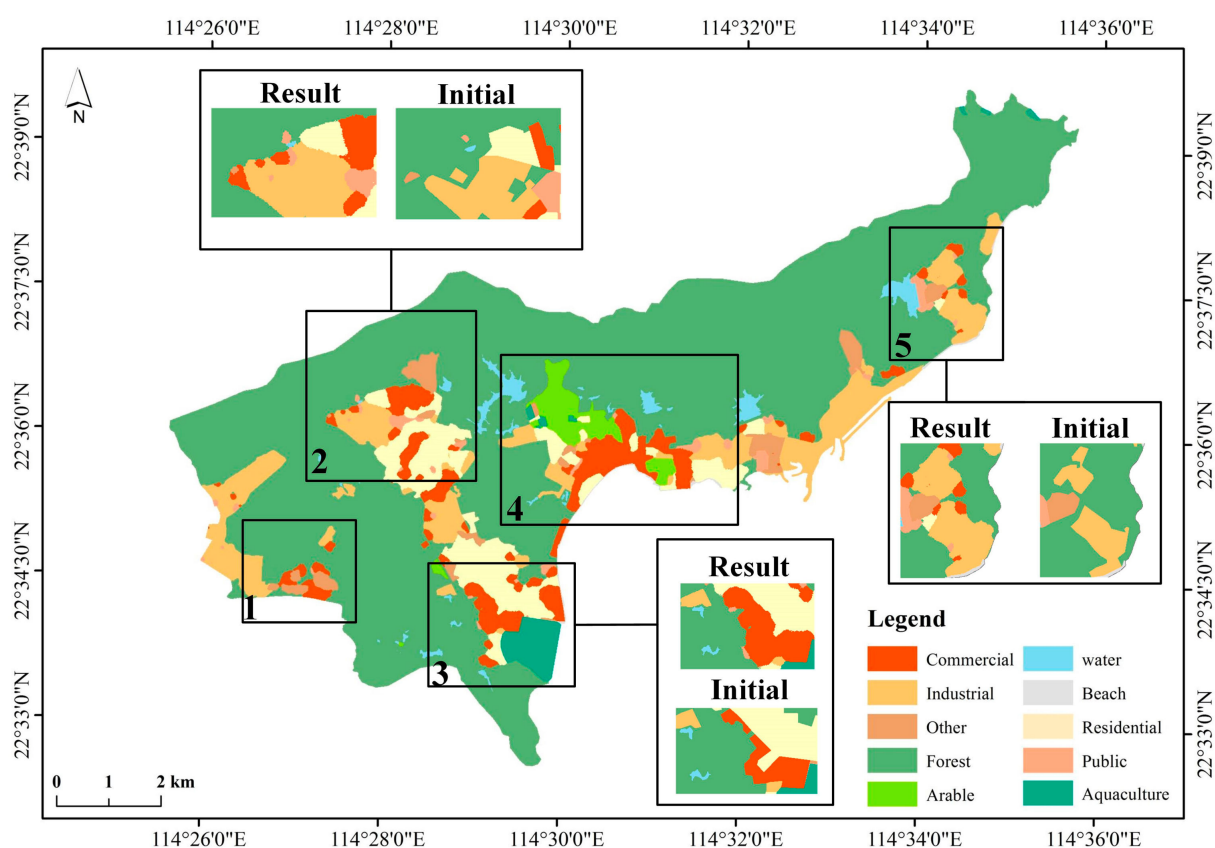 114°26'0"E 114°28'0"E 114°30'0"E 114°32'0"E 114°34'0"E 114°36'0"E
N
Result Initial
22°39'0"N
22°37'30"N
22°36'0"N
22°34'30"N
22°33'0"N
22°39'0"N
22°37'30"N
22°36'0"N
22°34'30"N
22°33'0"N
5
2
4
1
3
Result Initial
Result
Initial
Legend
Commercial water
Industrial Beach
Other Residential
Forest Public
Arable Aquaculture
0 1 2 km
114°26'0"E 114°28'0"E 114°30'0"E 114°32'0"E 114°34'0"E 114°36'0"E